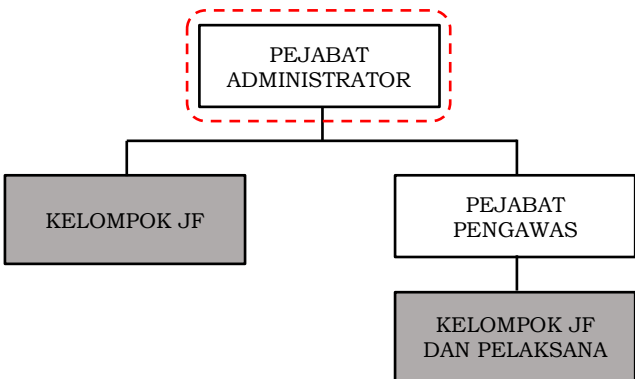 PEJABAT
ADMINISTRATOR
KELOMPOK JF
PEJABAT
PENGAWAS
KELOMPOK JF
DAN PELAKSANA